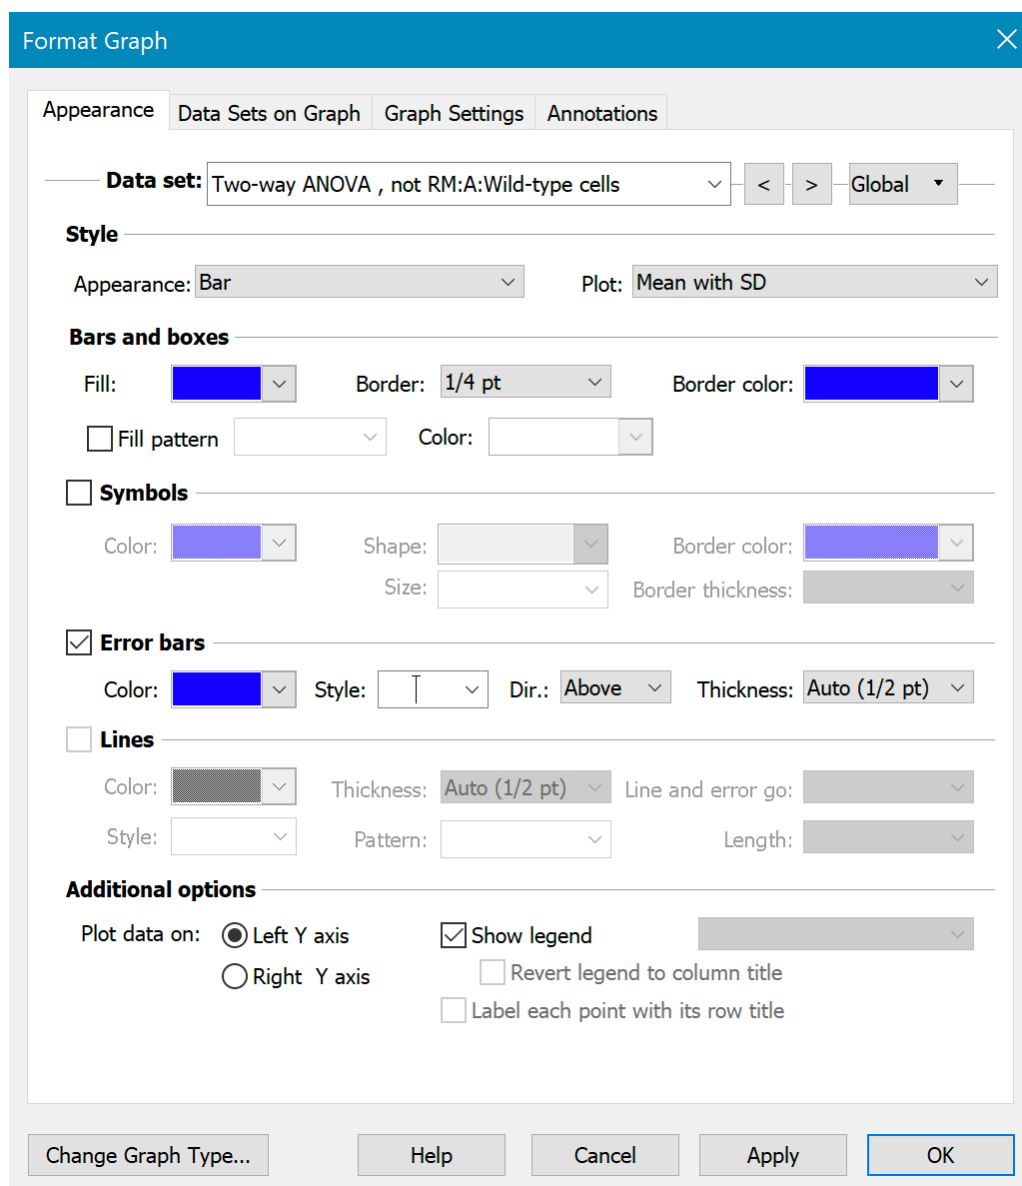 Format Graph
Appearance Data Sets on Graph Graph Settings Annotations
Data set: Two-way ANOVA , not RM:A:Wild-type cells < > Global
Style
Appearance: Bar Plot: Mean with SD
Bars and boxes
Fill: Border: 1/4 pt Border color:
Fill pattern Color:
Symbols
Color: Shape: Border color:
Size: Border thickness:
Error bars
Color: Style: Dir.: Above Thickness: Auto (1/2 pt)
Lines
Color: Thickness: Auto (1/2 pt) Line and error go:
Style: Pattern: Length:
Additional options
Plot data on: Left Y axis Show legend
Revert legend to column title
Right Y axis
Label each point with its row title
Change Graph Type... Help Cancel Apply OK